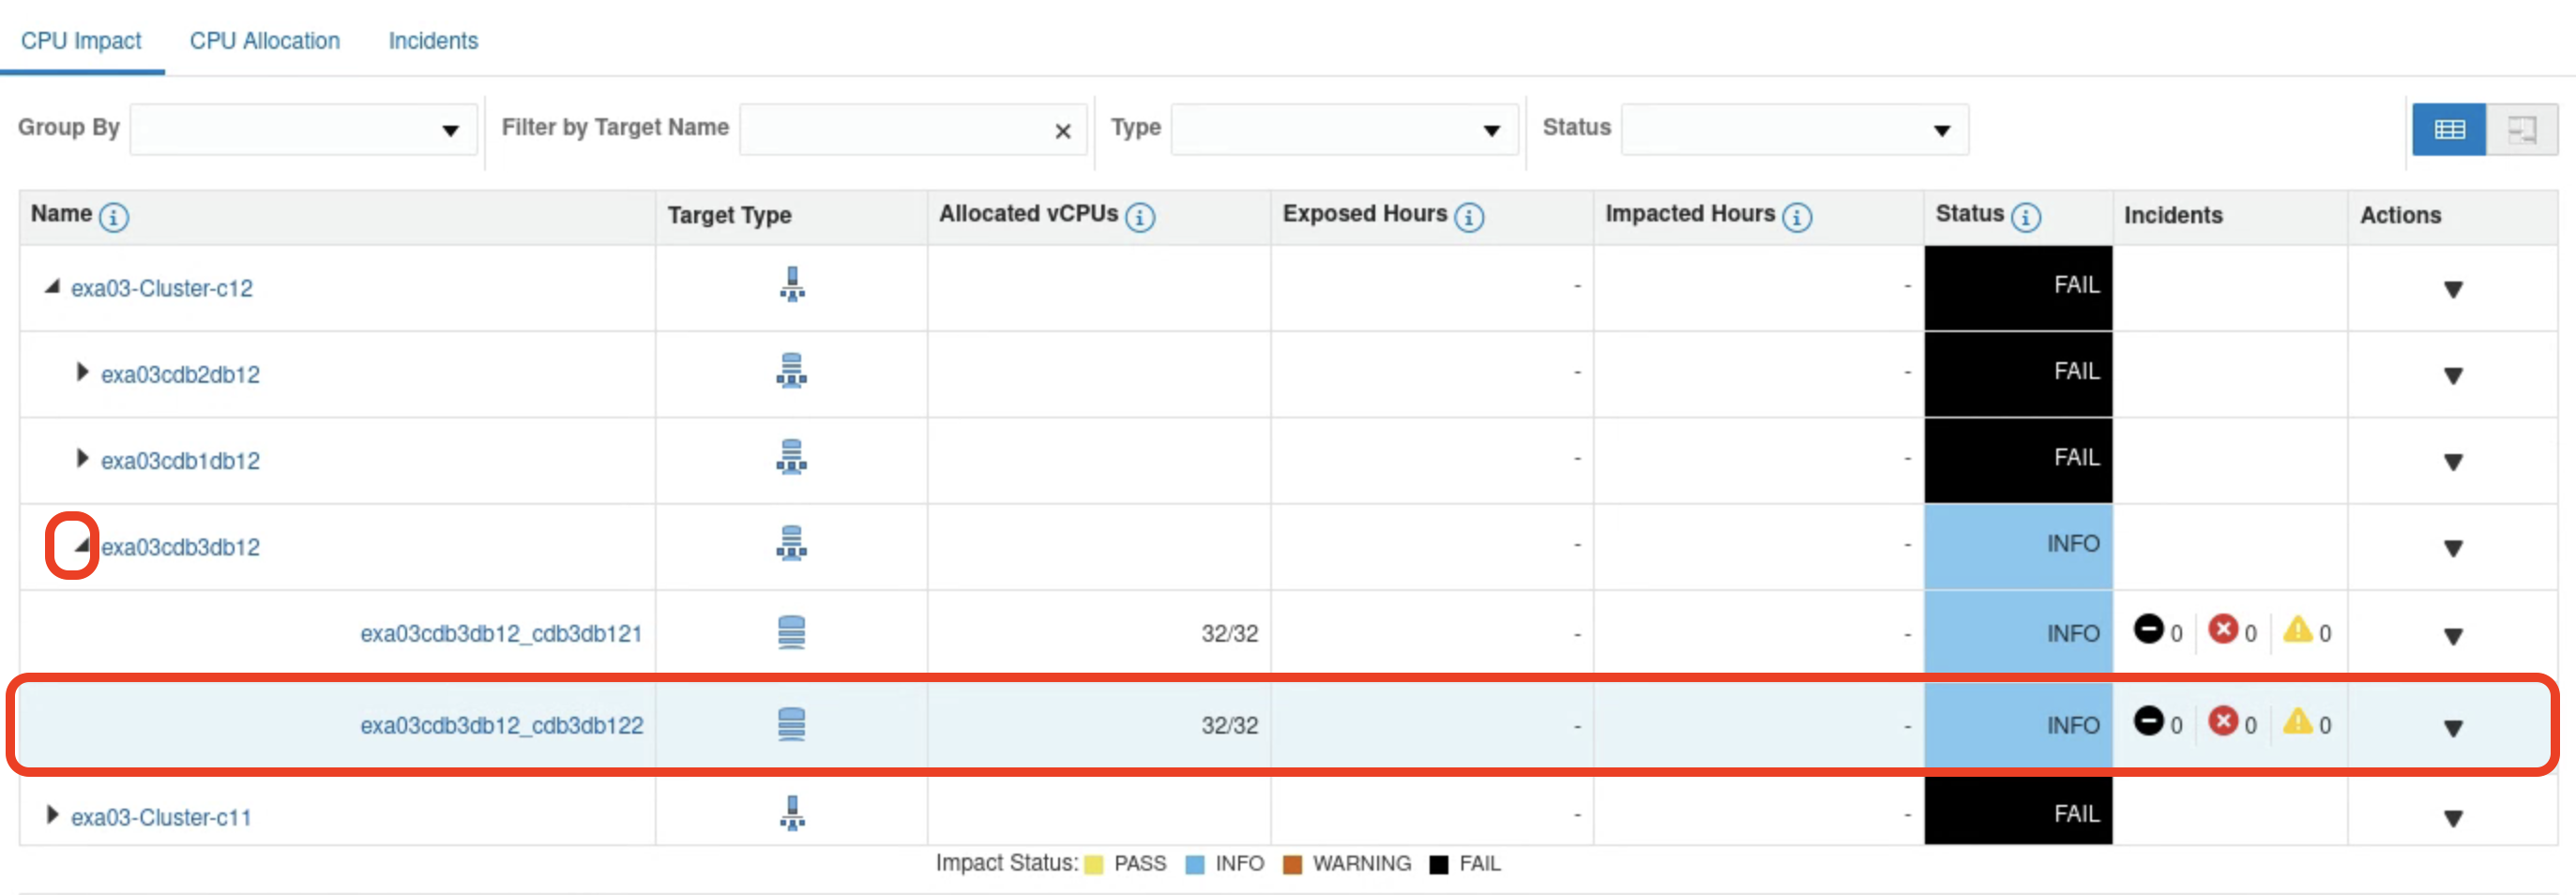 CPU Impact CPU Allocation Incidents
Group By Filter by Target Name Type Status
Name Target Type Allocated vCPUs Exposed Hours Impacted Hours Status Incidents Actions
exa03-Cluster-c12 - - FAIL
exa03cdb2db12 - - FAIL
exa03cdb1db12 - - FAIL
exa03cdb3db12 - - INFO
exa03cdb3db12_cdb3db121 32/32 - - INFO 0 0 0
exa03cdb3db12_cdb3db122 32/32 - - INFO 0 0 0
exa03-Cluster-c11 - - FAIL
Impact Status: PASS INFO WARNING FAIL